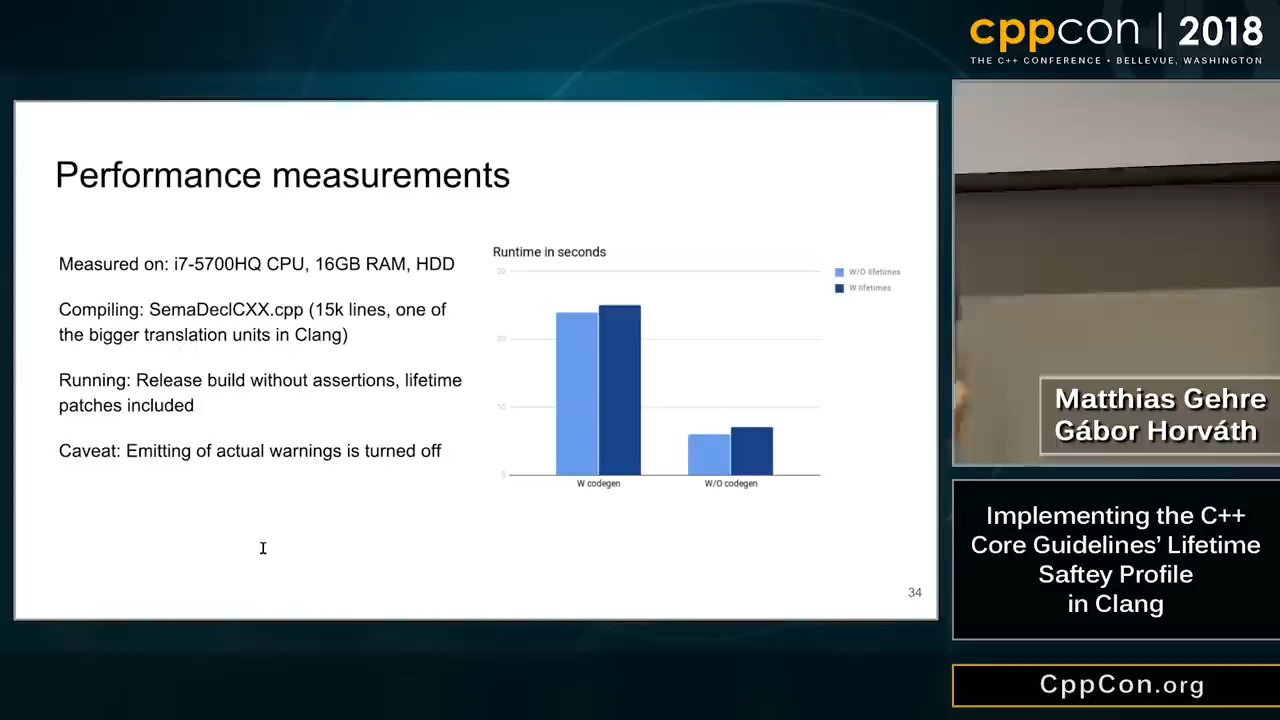 cppcon | 2018
THE C++ CONFERENCE • BELLEVUE, WASHINGTON
Performance measurements
Measured on: i7-5700HQ CPU, 16GB RAM, HDD
Compiling: SemaDeclCXX.cpp (15k lines, one of
the bigger translation units in Clang)
Running: Release build without assertions, lifetime
patches included
Caveat: Emitting of actual warnings is turned off
Runtime in seconds
30
20
10
0
W codegen
W/O codegen
W/O lifetimes
W lifetimes
34
Matthias Gehre
Gábor Horváth
Implementing the C++
Core Guidelines’ Lifetime
Saftey Profile
in Clang
CppCon.org